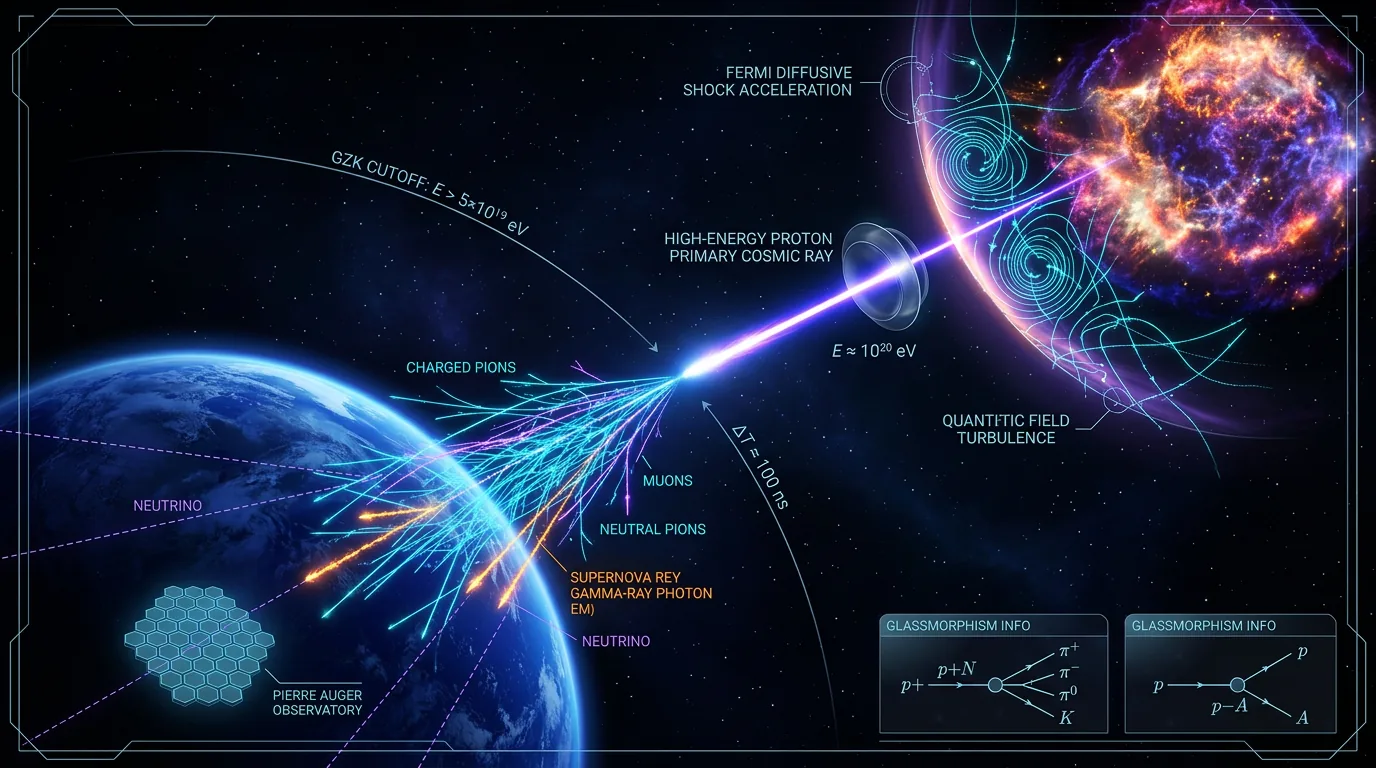 FERMI DIFFUSIVE
SHOCK ACCELERATION
GZK CUTOFF: E > 5×10¹⁹ eV
HIGH-ENERGY PROTON
PRIMARY COSMIC RAY
E ≈ 10²⁰ eV
CHARGED PIONS
QUANTITIC FIELD
TURBULENCE
ΔT ≈ 100 ns
MUONS
NEUTRINO
NEUTRAL PIONS
SUPERNOVA REY
GAMMA-RAY PHOTON
EM)
NEUTRINO
PIERRE AUGER
OBSERVATORY
GLASSMORPHISM INFO
p+
p+N
π⁺
π⁻
π⁰
K
GLASSMORPHISM INFO
p
p–A
p
A